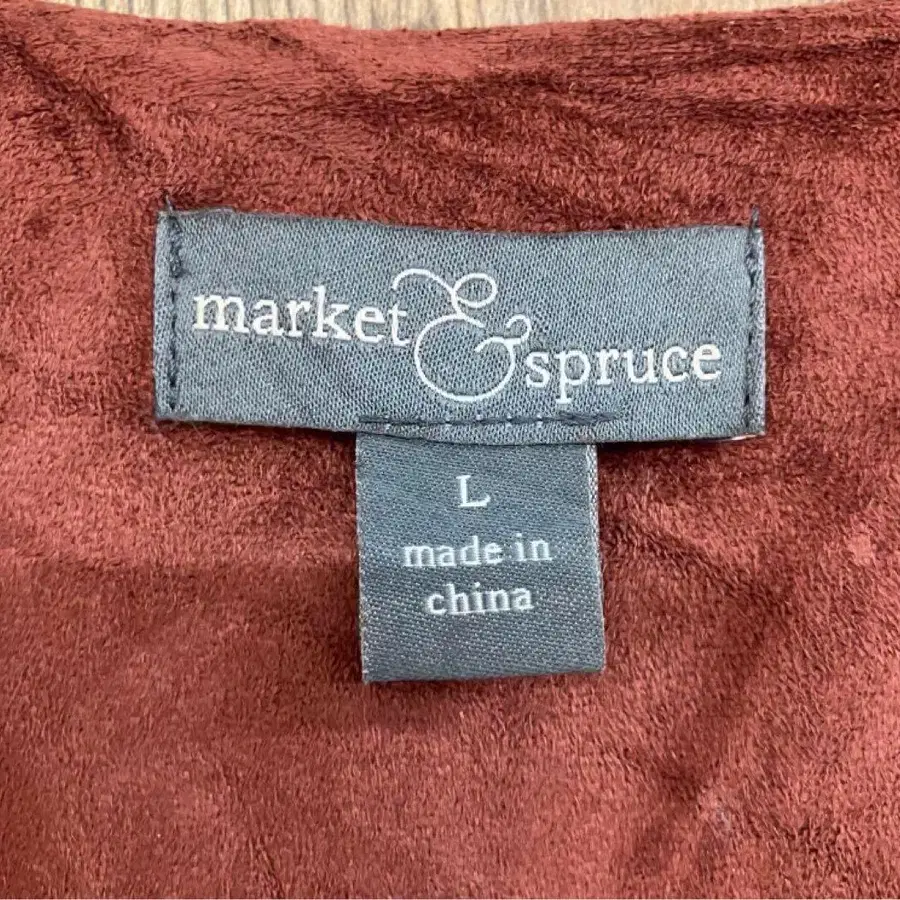 market & spruce
L
made in
china